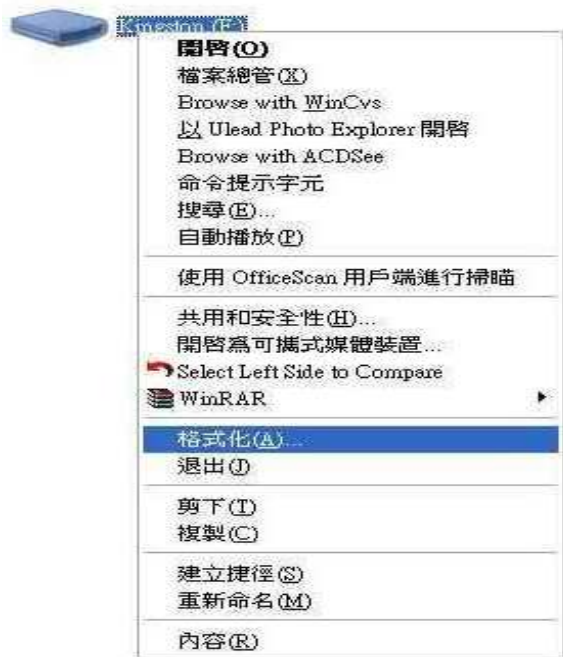 Kingston (F:)
開啓(O)
檔案總管(X)
Browse with WinCvs
以 Ulead Photo Explorer 開啓
Browse with ACDSee
命令提示字元
搜尋(E)...
自動播放(P)
使用 OfficeScan 用戶端進行掃瞄
共用和安全性(H)...
開啓為可攜式媒體裝置...
Select Left Side to Compare
WinRAR
格式化(A)...
退出(J)
剪下(T)
複製(C)
建立捷徑(S)
重新命名(M)
內容(R)